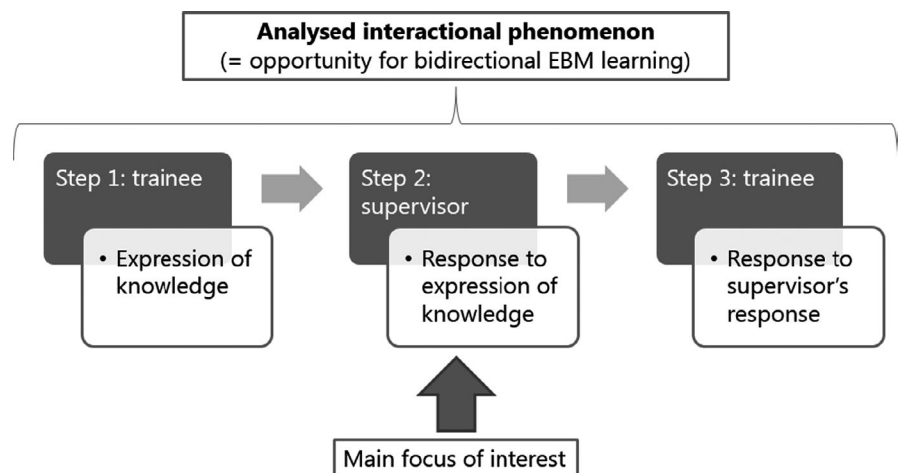 Analysed interactional phenomenon
(= opportunity for bidirectional EBM learning)
Step 1: trainee
• Expression of
knowledge
Step 2:
supervisor
• Response to
expression of
knowledge
Step 3: trainee
• Response to
supervisor's
response
Main focus of interest